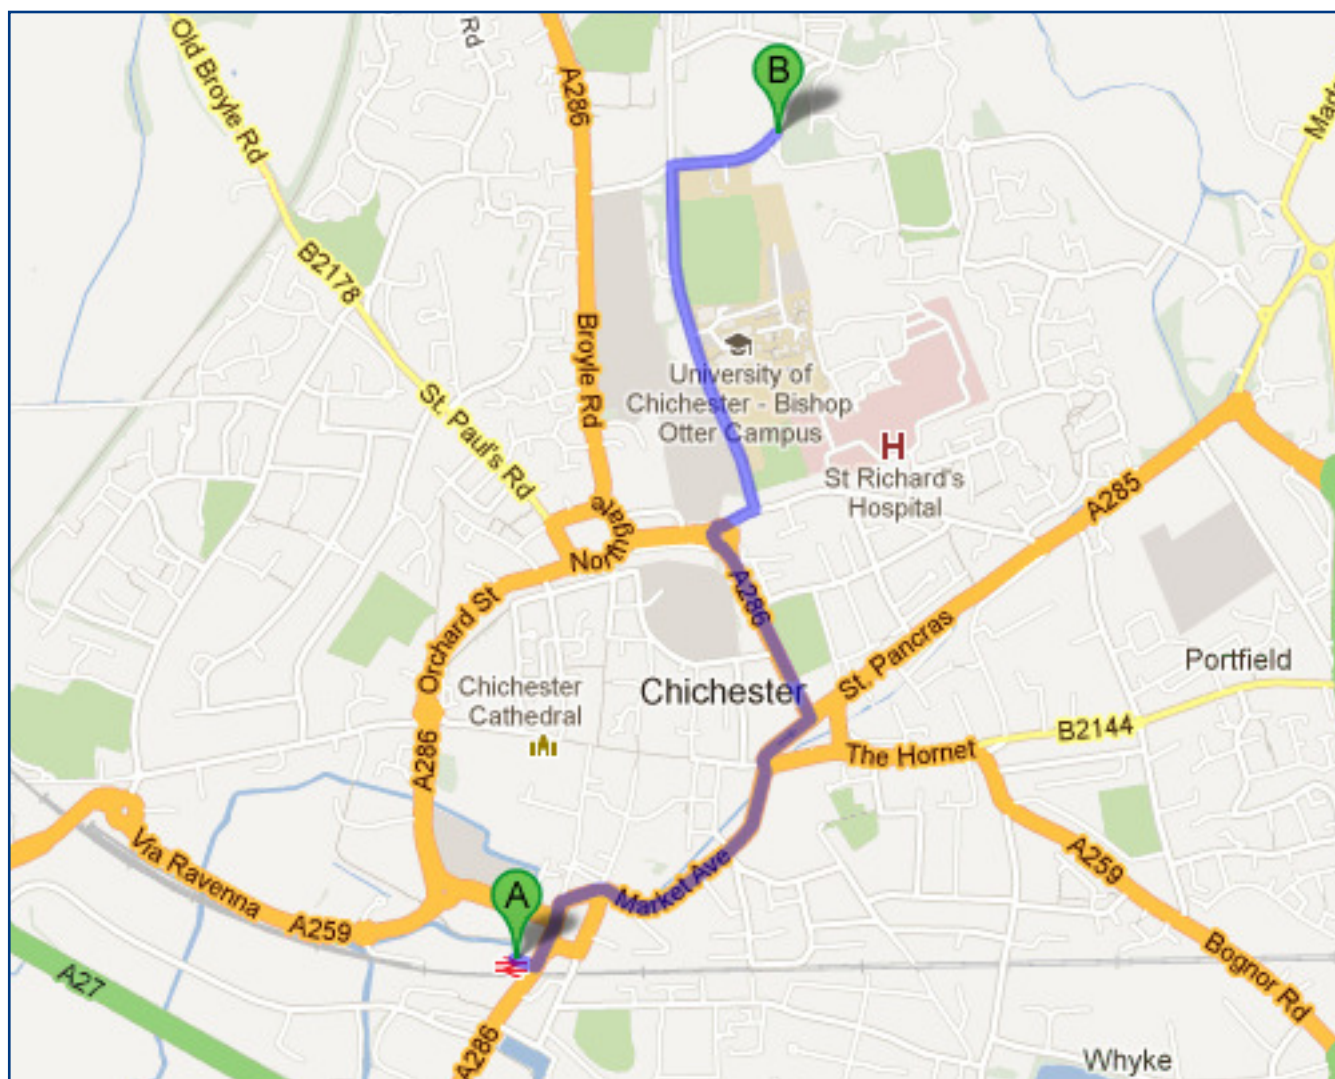 Old Broyle Rd
Rd
A286
B
Made
B2178
Broyle Rd
St. Paul's Rd
University of
Chichester - Bishop
Otter Campus
H
St Richard's
Hospital
A285
Northgate
A286
Orchard St
St. Pancras
Portfield
Chichester
Cathedral
Chichester
B2144
The Hornet
A286
Via Ravenna
A259
A
Market Ave
A259
Bognor Rd
A27
A286
Whyke